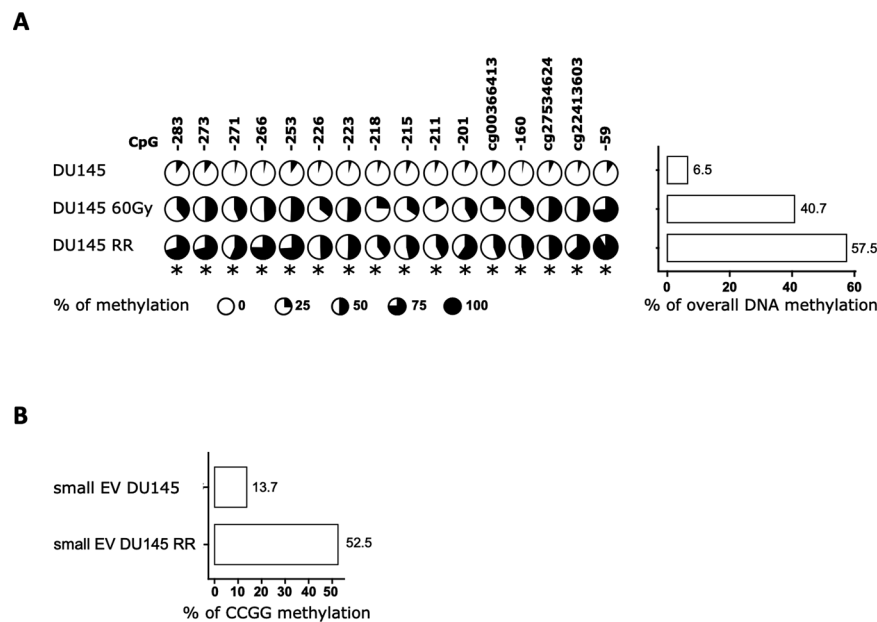 A
CpG -283 -273 -271 -266 -253 -226 -223 -218 -215 -211 -201 cg00366413 -160 cg27534624 cg22413603 -59
DU145
6.5
DU145 60Gy
40.7
DU145 RR
57.5
* * * * * * * * * * * * * * * *
0 20 40 60
% of methylation 0 25 50 75 100
% of overall DNA methylation
B
small EV DU145
13.7
small EV DU145 RR
52.5
0 10 20 30 40 50
% of CCGG methylation